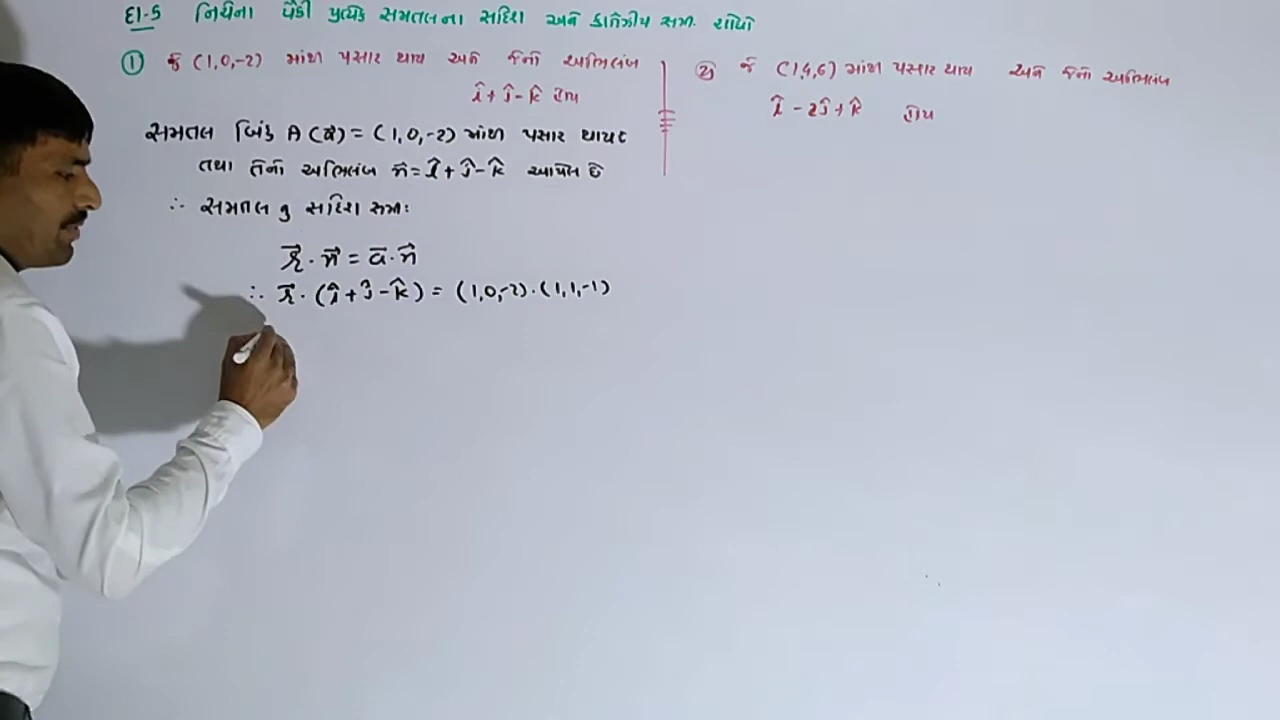 દા-5 નિચેના પૈકી પ્રત્યેક સમતલના સદિશ અને કાર્તેઝીય સમી. શોધો
① જે (1,0,-2) માંથી પસાર થાય અને જેનો અભિલંબ
î + ĵ - k̂ હોય
② જે (1,4,6) માંથી પસાર થાય અને જેનો અભિલંબ
î - 2ĵ + k̂ હોય
સમતલ બિંદુ A(a⃗) = (1,0,-2) માંથી પસાર થાય છે
તથા તેનો અભિલંબ n⃗ = î + ĵ - k̂ આપેલ છે
∴ સમતલ નુ સદિશ સમી:
r⃗ · n⃗ = a̅ · n⃗
∴ r⃗ · (î + ĵ - k̂) = (1,0,-2) · (1,1,-1)